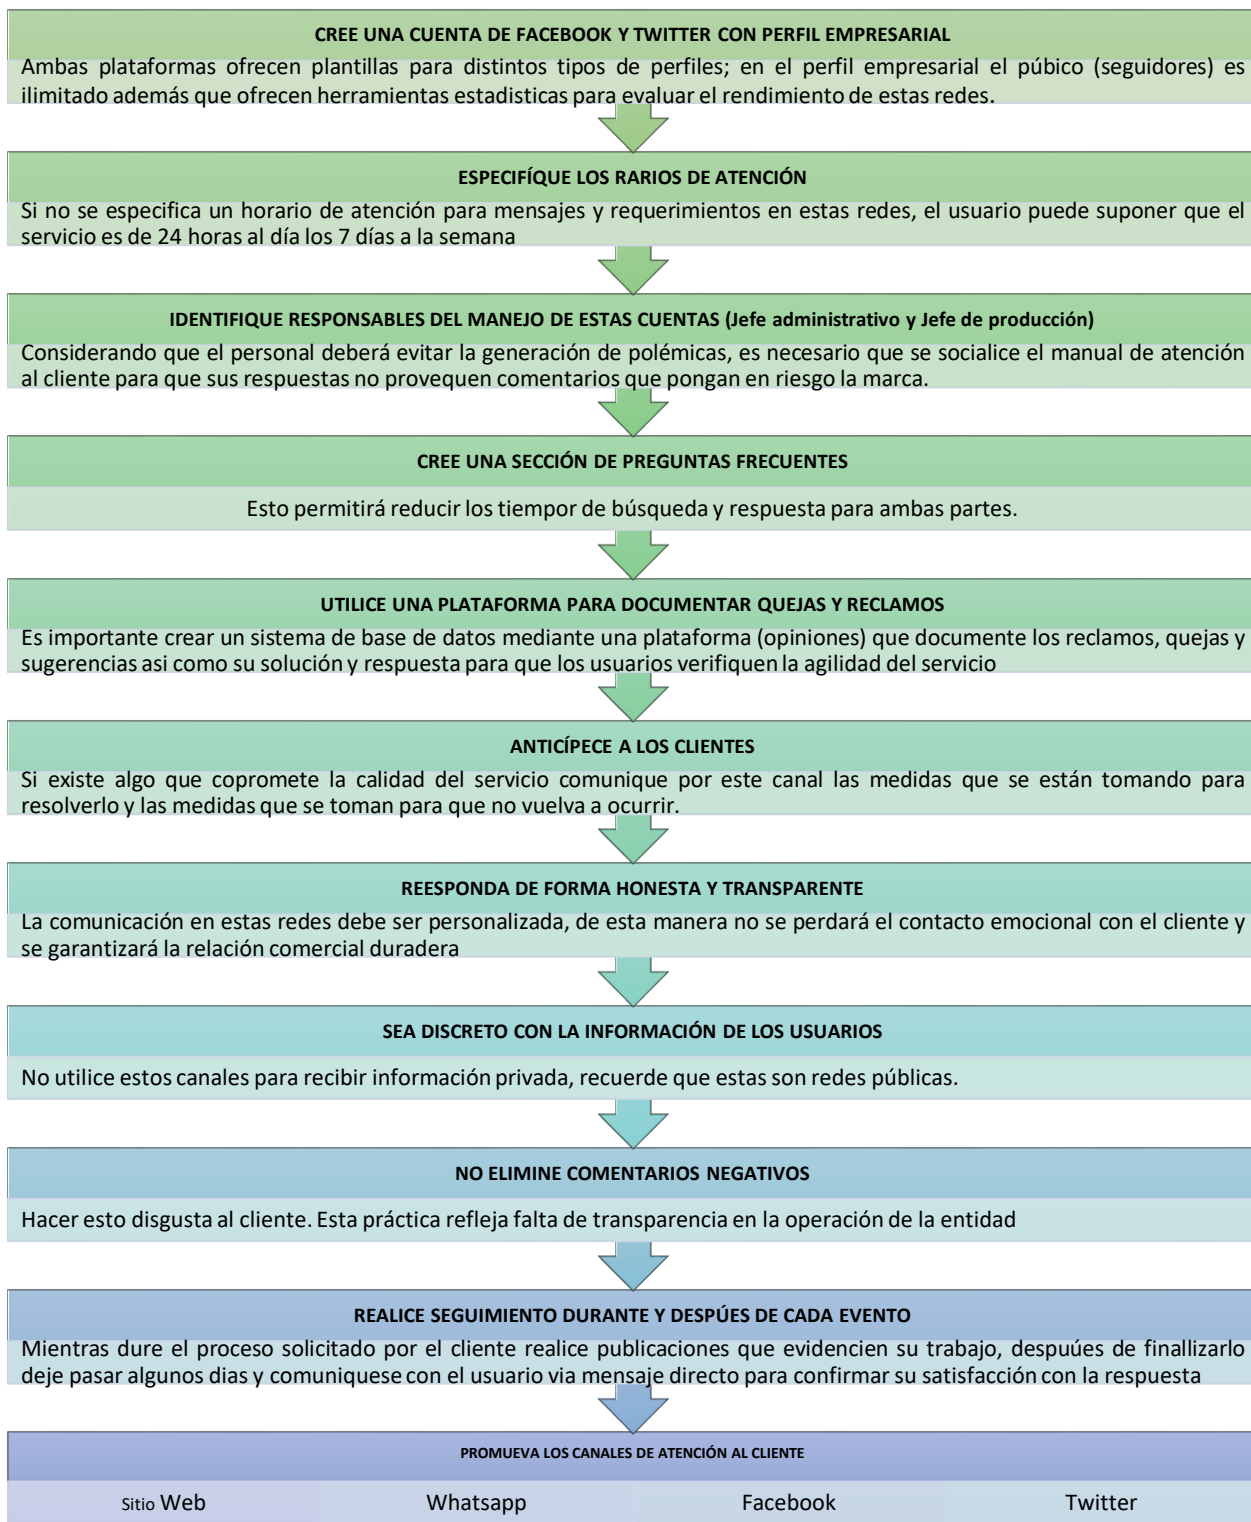 CREE UNA CUENTA DE FACEBOOK Y TWITTER CON PERFIL EMPRESARIAL
Ambas plataformas ofrecen plantillas para distintos tipos de perfiles; en el perfil empresarial el púbico (seguidores) es
ilimitado además que ofrecen herramientas estadisticas para evaluar el rendimiento de estas redes.
ESPECIFÍQUE LOS RARIOS DE ATENCIÓN
Si no se especifica un horario de atención para mensajes y requerimientos en estas redes, el usuario puede suponer que el
servicio es de 24 horas al día los 7 días a la semana
IDENTIFIQUE RESPONSABLES DEL MANEJO DE ESTAS CUENTAS (Jefe administrativo y Jefe de producción)
Considerando que el personal deberá evitar la generación de polémicas, es necesario que se socialice el manual de atención
al cliente para que sus respuestas no provequen comentarios que pongan en riesgo la marca.
CREE UNA SECCIÓN DE PREGUNTAS FRECUENTES
Esto permitirá reducir los tiempor de búsqueda y respuesta para ambas partes.
UTILICE UNA PLATAFORMA PARA DOCUMENTAR QUEJAS Y RECLAMOS
Es importante crear un sistema de base de datos mediante una plataforma (opiniones) que documente los reclamos, quejas y
sugerencias asi como su solución y respuesta para que los usuarios verifiquen la agilidad del servicio
ANTICÍPECE A LOS CLIENTES
Si existe algo que copromete la calidad del servicio comunique por este canal las medidas que se están tomando para
resolverlo y las medidas que se toman para que no vuelva a ocurrir.
REESPONDA DE FORMA HONESTA Y TRANSPARENTE
La comunicación en estas redes debe ser personalizada, de esta manera no se perdará el contacto emocional con el cliente y
se garantizará la relación comercial duradera
SEA DISCRETO CON LA INFORMACIÓN DE LOS USUARIOS
No utilice estos canales para recibir información privada, recuerde que estas son redes públicas.
NO ELIMINE COMENTARIOS NEGATIVOS
Hacer esto disgusta al cliente. Esta práctica refleja falta de transparencia en la operación de la entidad
REALICE SEGUIMIENTO DURANTE Y DESPÚES DE CADA EVENTO
Mientras dure el proceso solicitado por el cliente realice publicaciones que evidencien su trabajo, despúues de finallizarlo
deje pasar algunos dias y comuniquese con el usuario via mensaje directo para confirmar su satisfacción con la respuesta
PROMUEVA LOS CANALES DE ATENCIÓN AL CLIENTE
Sitio Web Whatsapp Facebook Twitter